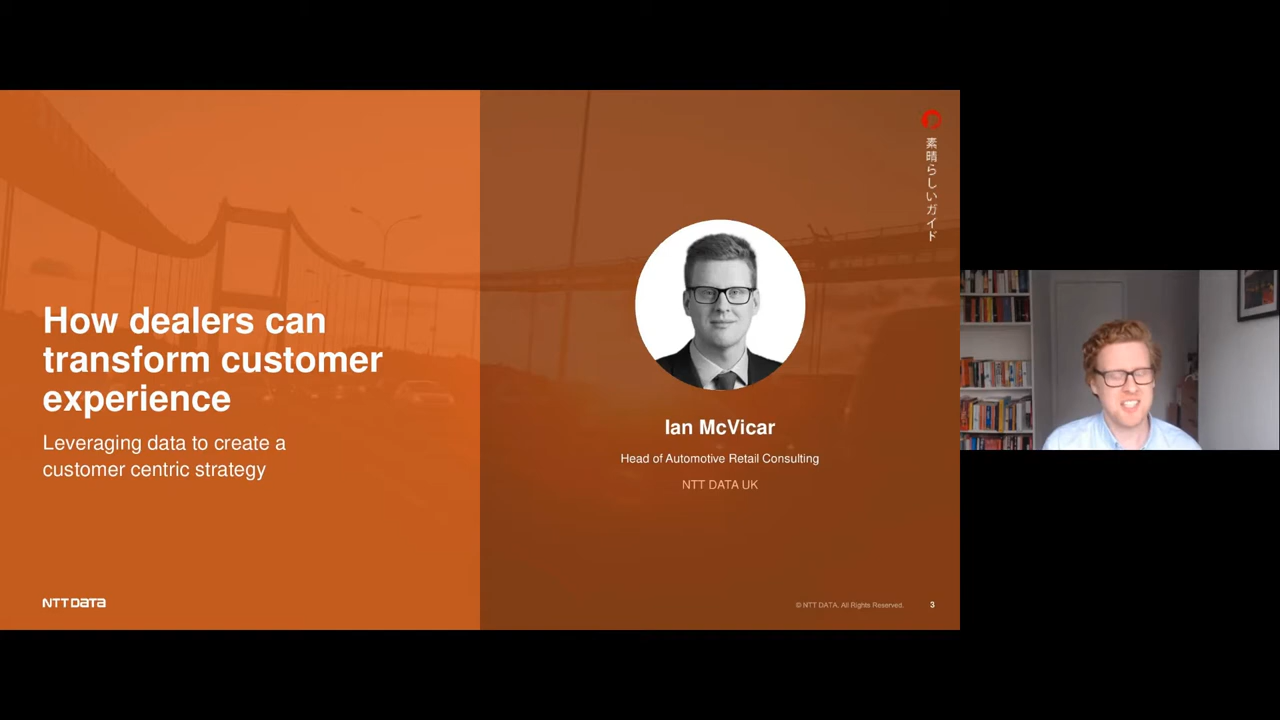 How dealers can
transform customer
experience
Leveraging data to create a
customer centric strategy
NTT DATA
素晴らしいガイド
Ian McVicar
Head of Automotive Retail Consulting
NTT DATA UK
© NTT DATA. All Rights Reserved.
3